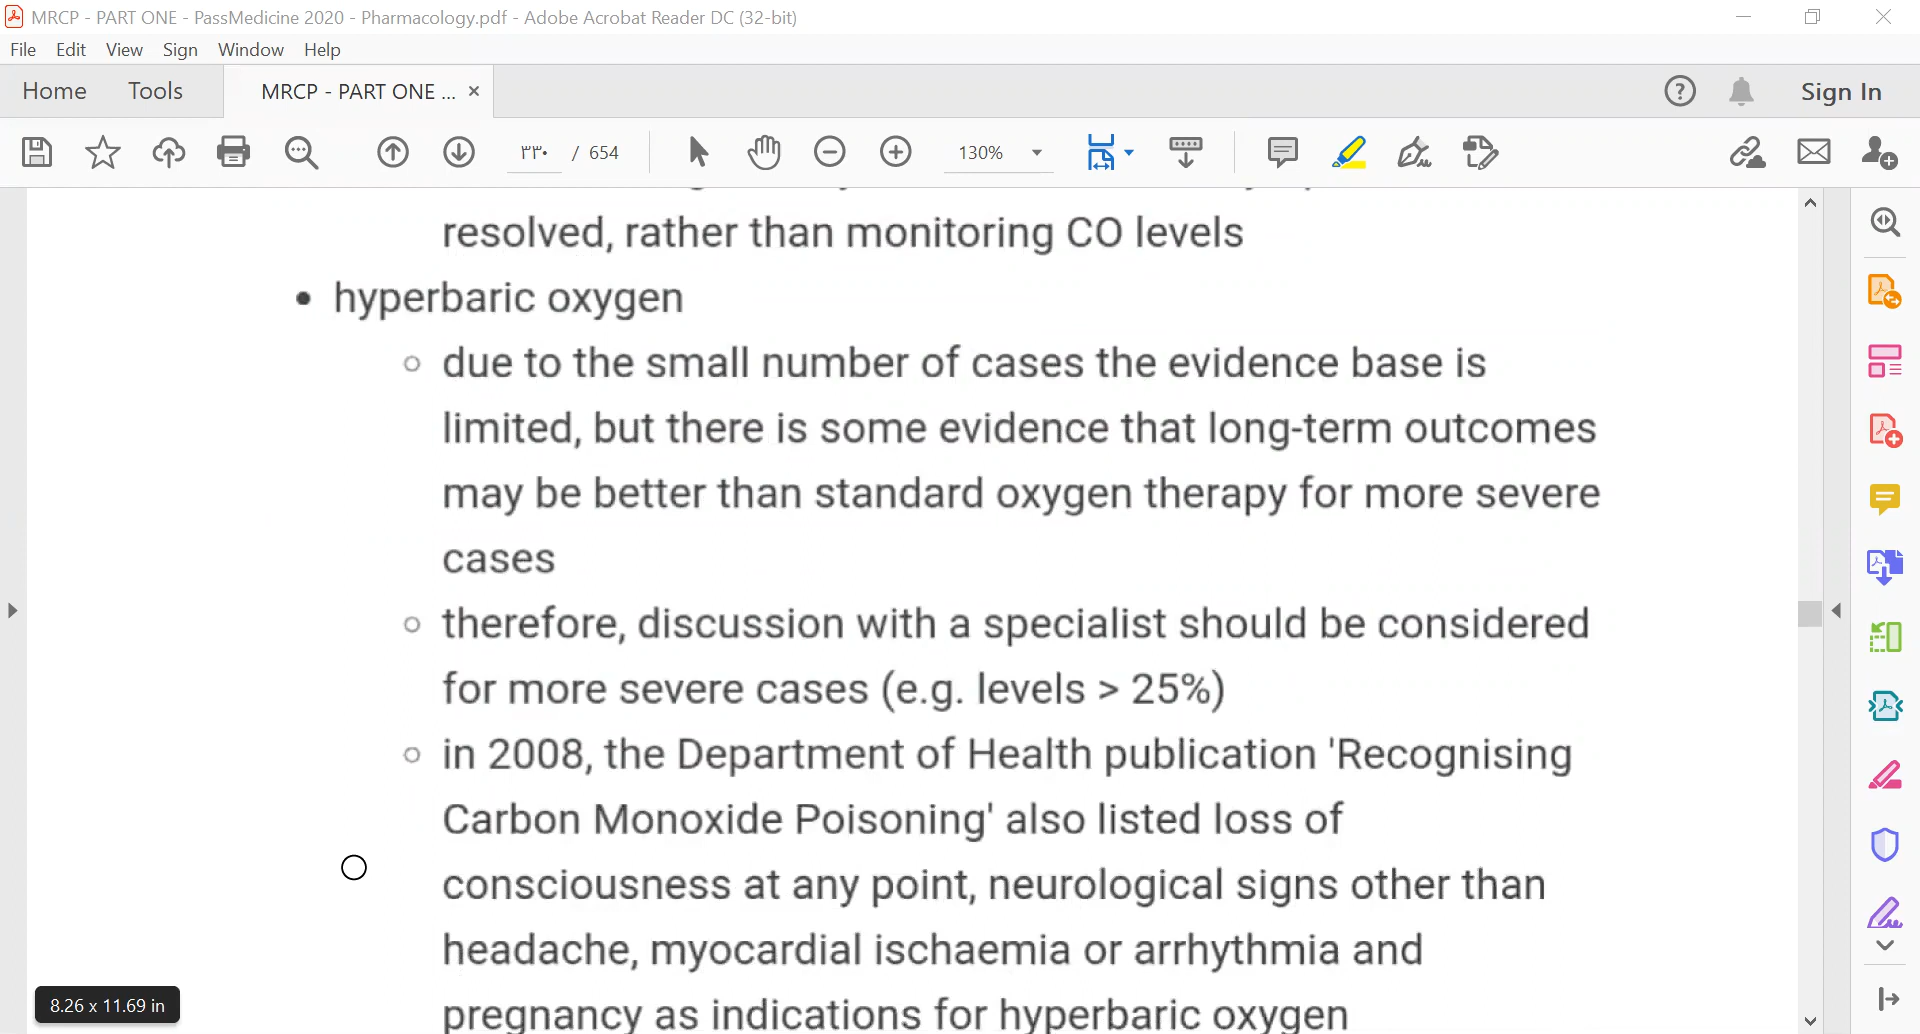 MRCP - PART ONE - PassMedicine 2020 - Pharmacology.pdf - Adobe Acrobat Reader DC (32-bit)
File Edit View Sign Window Help
Home Tools MRCP - PART ONE ... × Sign In
٣٣٠ / 654 130%
resolved, rather than monitoring CO levels
• hyperbaric oxygen
○ due to the small number of cases the evidence base is
limited, but there is some evidence that long-term outcomes
may be better than standard oxygen therapy for more severe
cases
○ therefore, discussion with a specialist should be considered
for more severe cases (e.g. levels > 25%)
○ in 2008, the Department of Health publication 'Recognising
Carbon Monoxide Poisoning' also listed loss of
consciousness at any point, neurological signs other than
headache, myocardial ischaemia or arrhythmia and
pregnancy as indications for hyperbaric oxygen
8.26 x 11.69 in